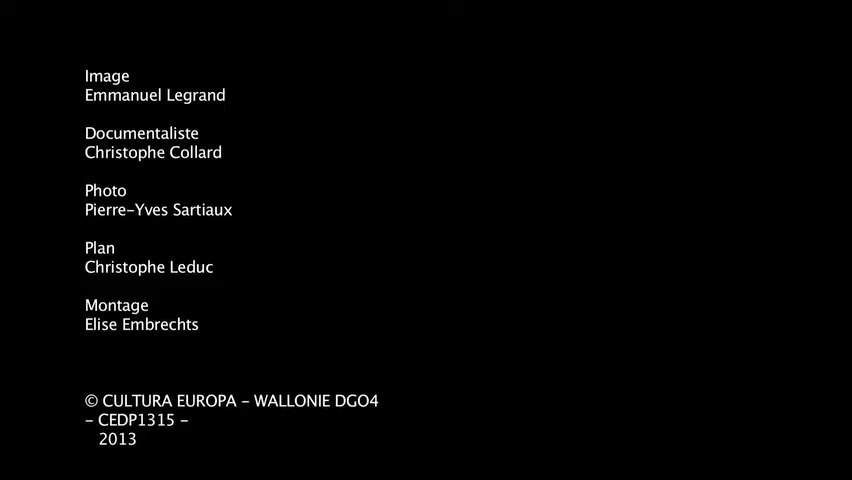 Image
Emmanuel Legrand
Documentaliste
Christophe Collard
Photo
Pierre-Yves Sartiaux
Plan
Christophe Leduc
Montage
Elise Embrechts
© CULTURA EUROPA - WALLONIE DGO4
- CEDP1315 -
2013